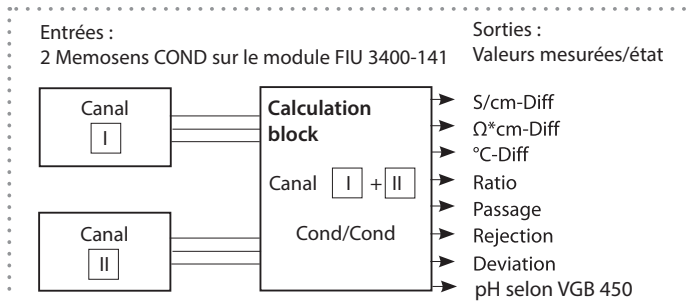 Entrées :
2 Memosens COND sur le module FIU 3400-141
Sorties :
Valeurs mesurées/état
Canal
I
Canal
II
Calculation
block
Canal I + II
Cond/Cond
S/cm-Diff
Ω*cm-Diff
°C-Diff
Ratio
Passage
Rejection
Deviation
pH selon VGB 450